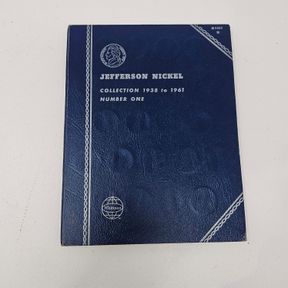 JEFFERSON NICKEL
COLLECTION 1938 to 1961
NUMBER ONE